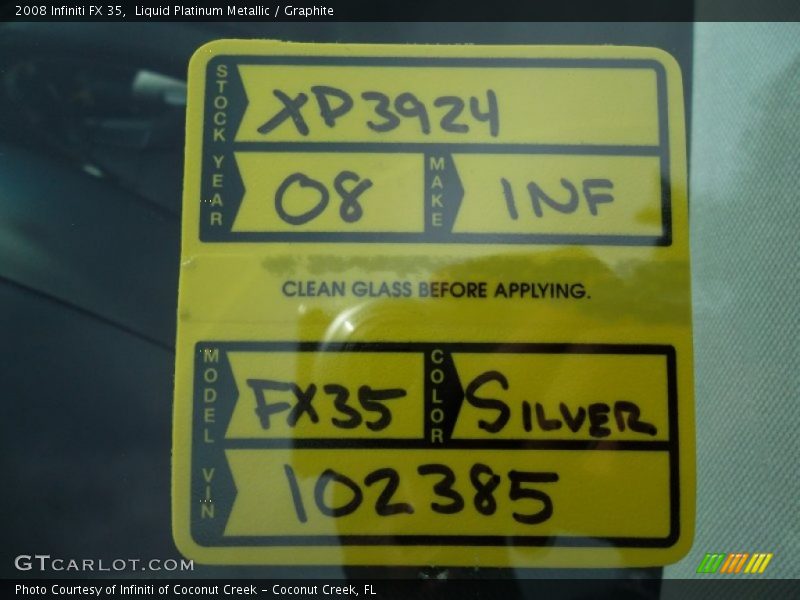 2008 Infiniti FX 35,  Liquid Platinum Metallic / Graphite
STOCK XP3924
YEAR 08 MAKE INF
CLEAN GLASS BEFORE APPLYING.
MODEL FX35 COLOR SILVER
VIN 102385
GTCARLOT.COM
Photo Courtesy of Infiniti of Coconut Creek - Coconut Creek, FL